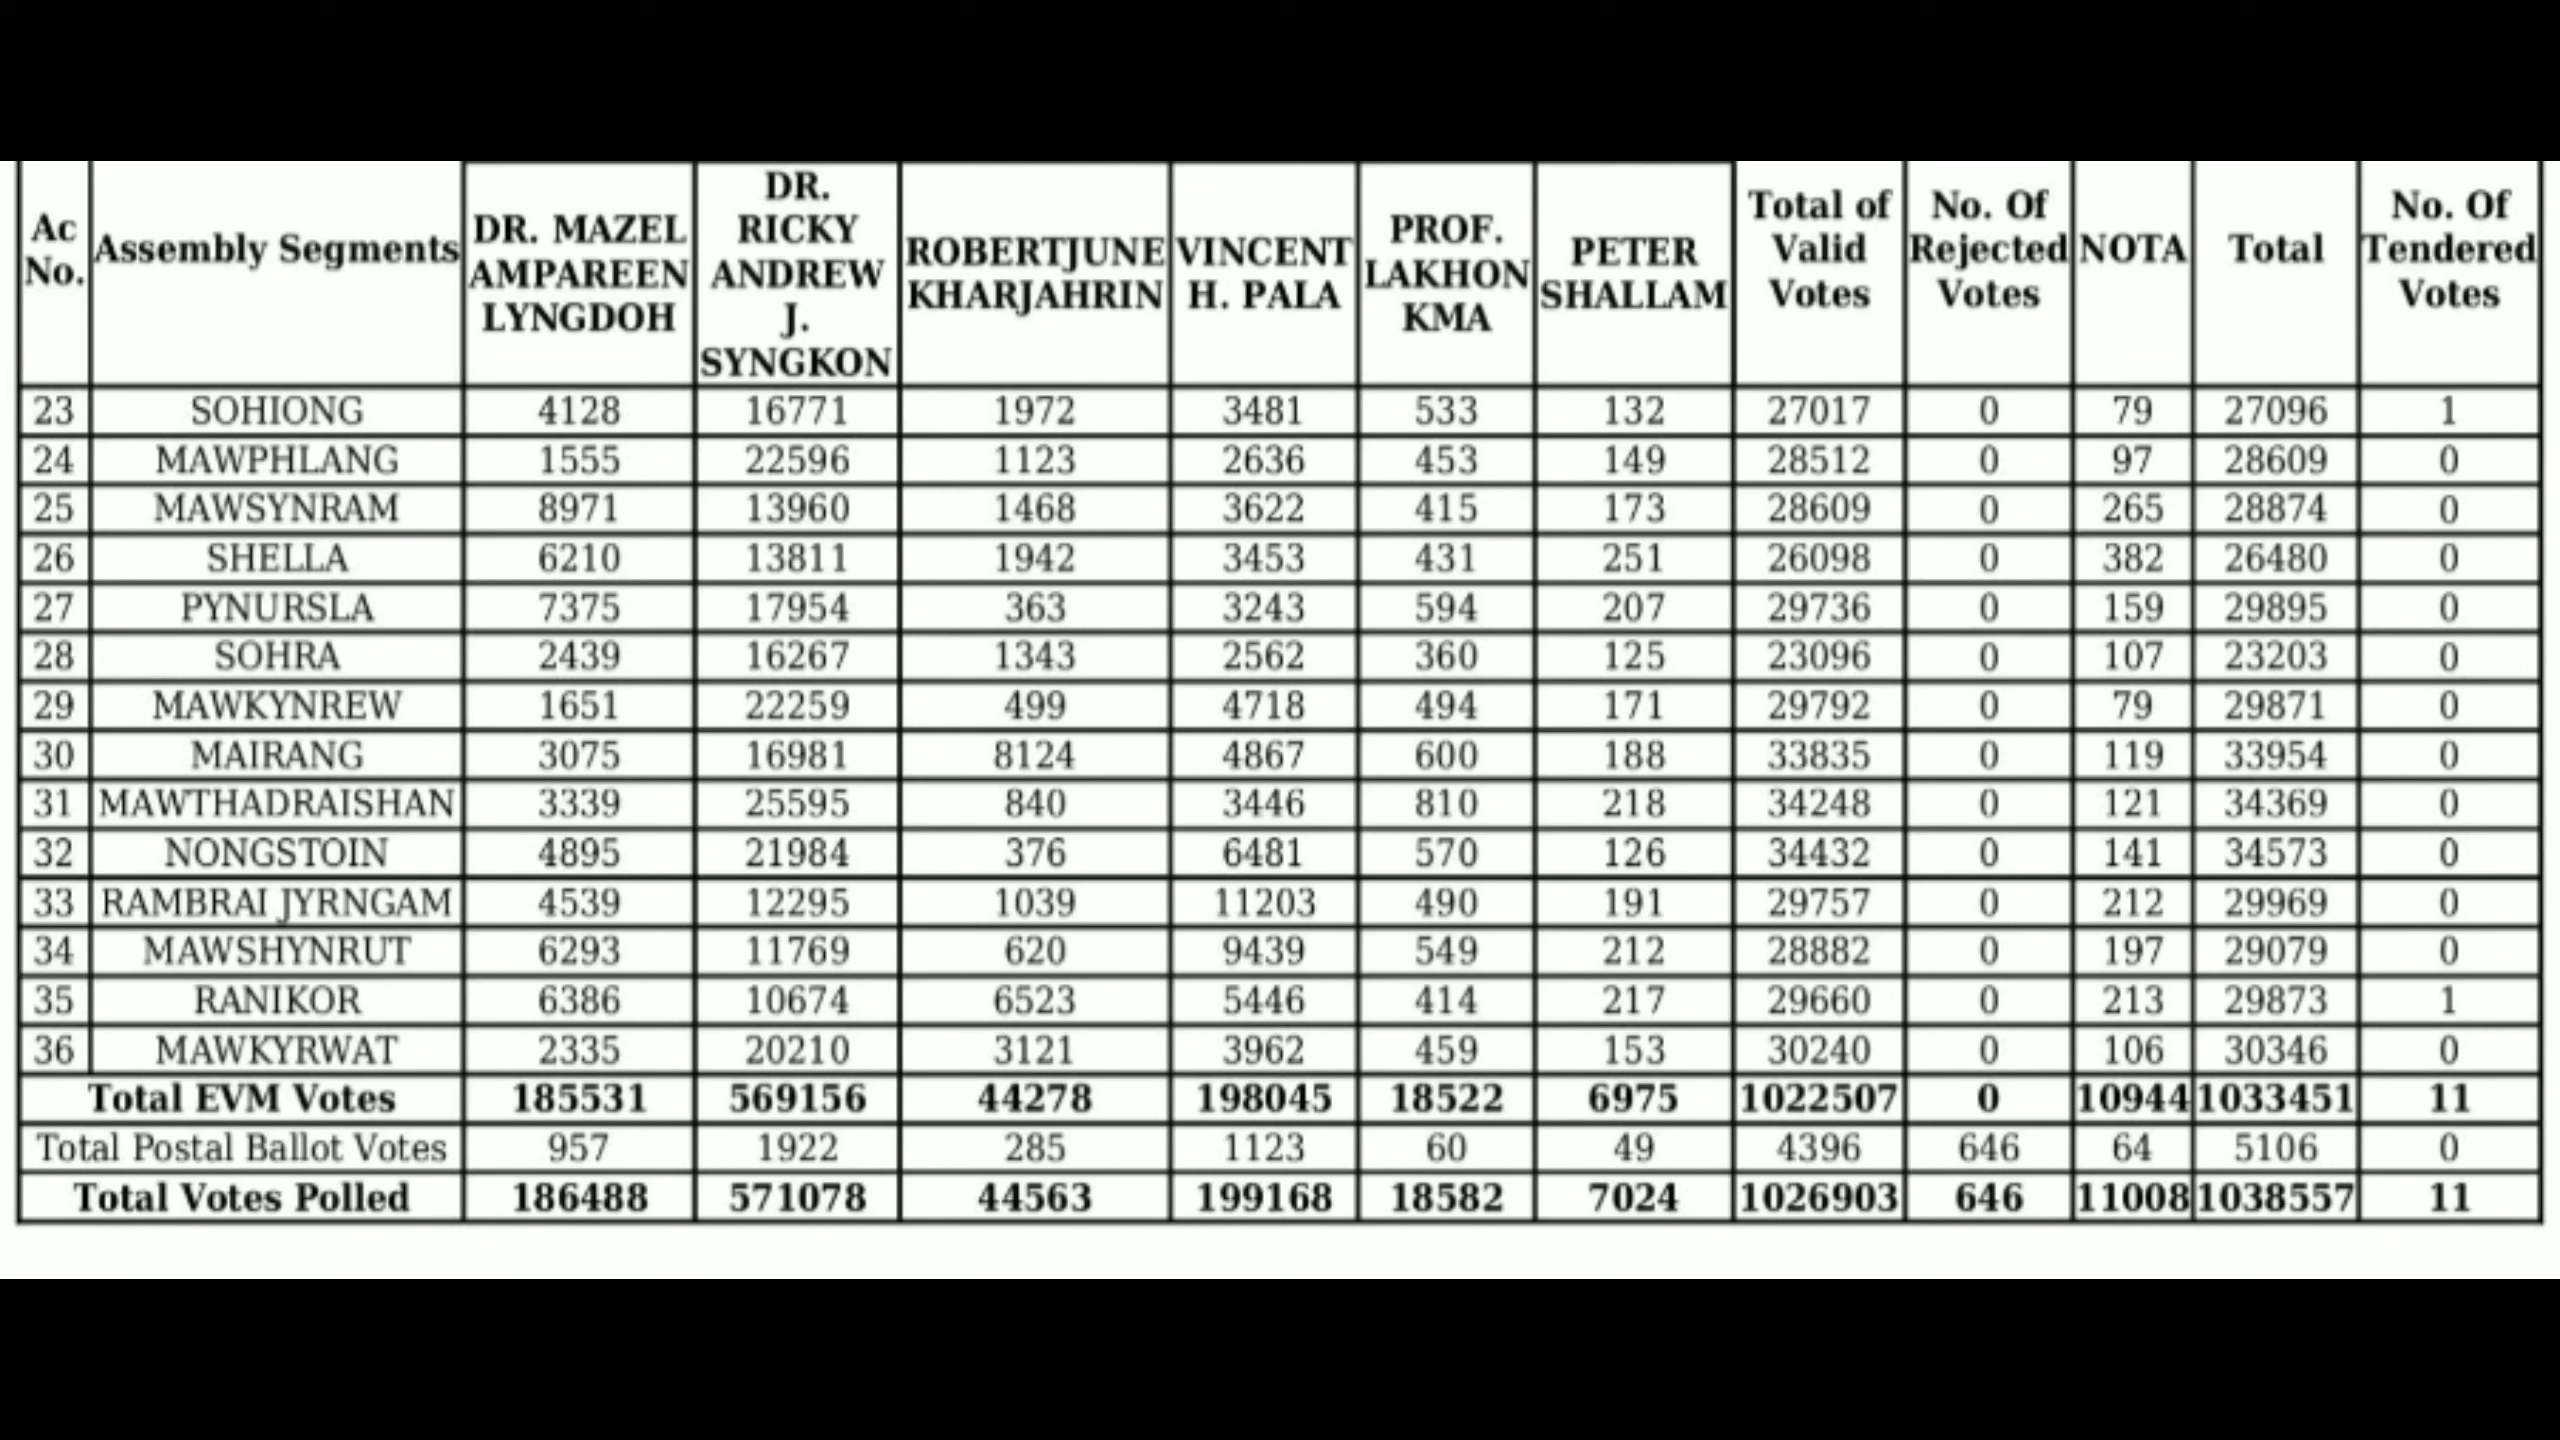 Ac No. Assembly Segments DR. MAZEL AMPAREEN LYNGDOH DR. RICKY ANDREW J. SYNGKON ROBERTJUNE KHARJAHRIN VINCENT H. PALA PROF. LAKHON KMA PETER SHALLAM Total of Valid Votes No. Of Rejected Votes NOTA Total No. Of Tendered Votes
23 SOHIONG 4128 16771 1972 3481 533 132 27017 0 79 27096 1
24 MAWPHLANG 1555 22596 1123 2636 453 149 28512 0 97 28609 0
25 MAWSYNRAM 8971 13960 1468 3622 415 173 28609 0 265 28874 0
26 SHELLA 6210 13811 1942 3453 431 251 26098 0 382 26480 0
27 PYNURSLA 7375 17954 363 3243 594 207 29736 0 159 29895 0
28 SOHRA 2439 16267 1343 2562 360 125 23096 0 107 23203 0
29 MAWKYNREW 1651 22259 499 4718 494 171 29792 0 79 29871 0
30 MAIRANG 3075 16981 8124 4867 600 188 33835 0 119 33954 0
31 MAWTHADRAISHAN 3339 25595 840 3446 810 218 34248 0 121 34369 0
32 NONGSTOIN 4895 21984 376 6481 570 126 34432 0 141 34573 0
33 RAMBRAI JYRNGAM 4539 12295 1039 11203 490 191 29757 0 212 29969 0
34 MAWSHYNRUT 6293 11769 620 9439 549 212 28882 0 197 29079 0
35 RANIKOR 6386 10674 6523 5446 414 217 29660 0 213 29873 1
36 MAWKYRWAT 2335 20210 3121 3962 459 153 30240 0 106 30346 0
Total EVM Votes 185531 569156 44278 198045 18522 6975 1022507 0 10944 1033451 11
Total Postal Ballot Votes 957 1922 285 1123 60 49 4396 646 64 5106 0
Total Votes Polled 186488 571078 44563 199168 18582 7024 1026903 646 11008 1038557 11